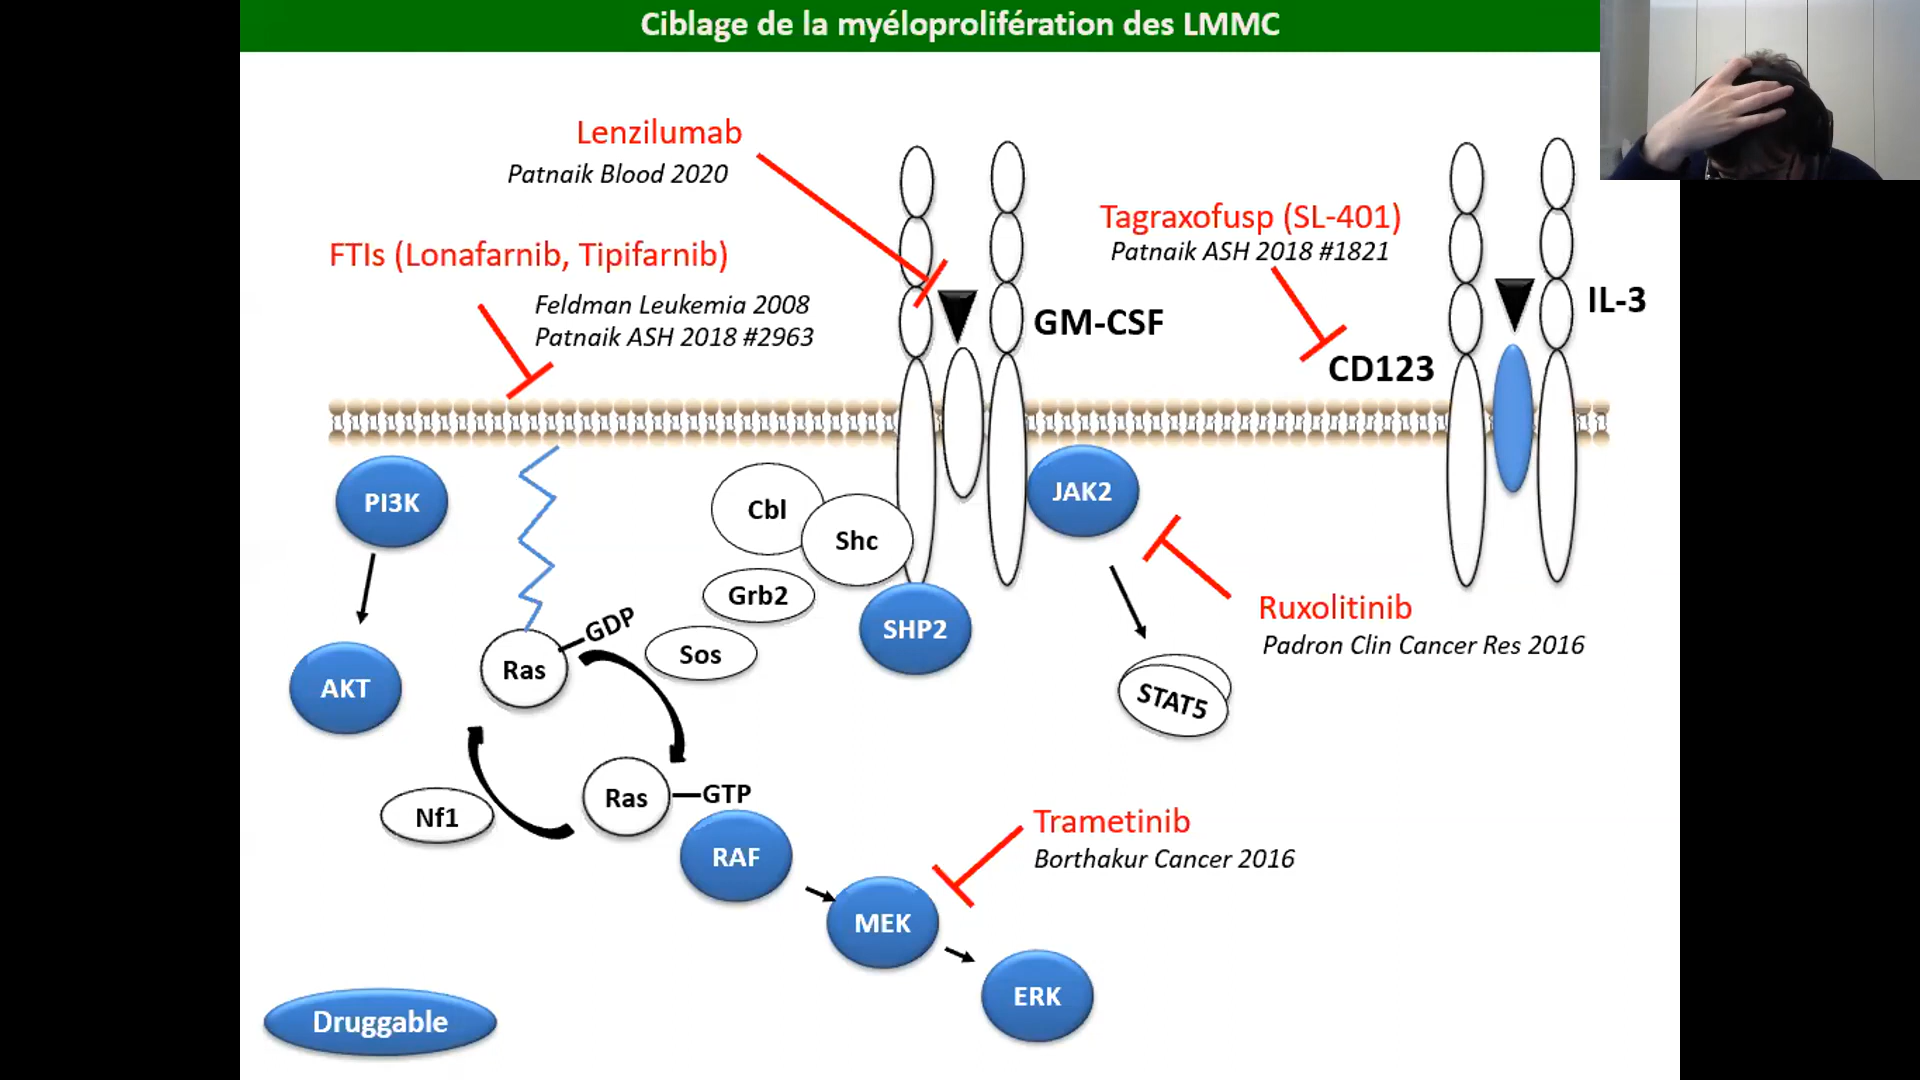 Ciblage de la myéloprolifération des LMMC
Lenzilumab
Patnaik Blood 2020
Tagraxofusp (SL-401)
Patnaik ASH 2018 #1821
FTIs (Lonafarnib, Tipifarnib)
Feldman Leukemia 2008
Patnaik ASH 2018 #2963
GM-CSF
IL-3
CD123
PI3K
Cbl
Shc
JAK2
Grb2
SHP2
GDP
Sos
Ras
AKT
Ruxolitinib
Padron Clin Cancer Res 2016
STAT5
Nf1
Ras
GTP
RAF
Trametinib
Borthakur Cancer 2016
MEK
ERK
Druggable